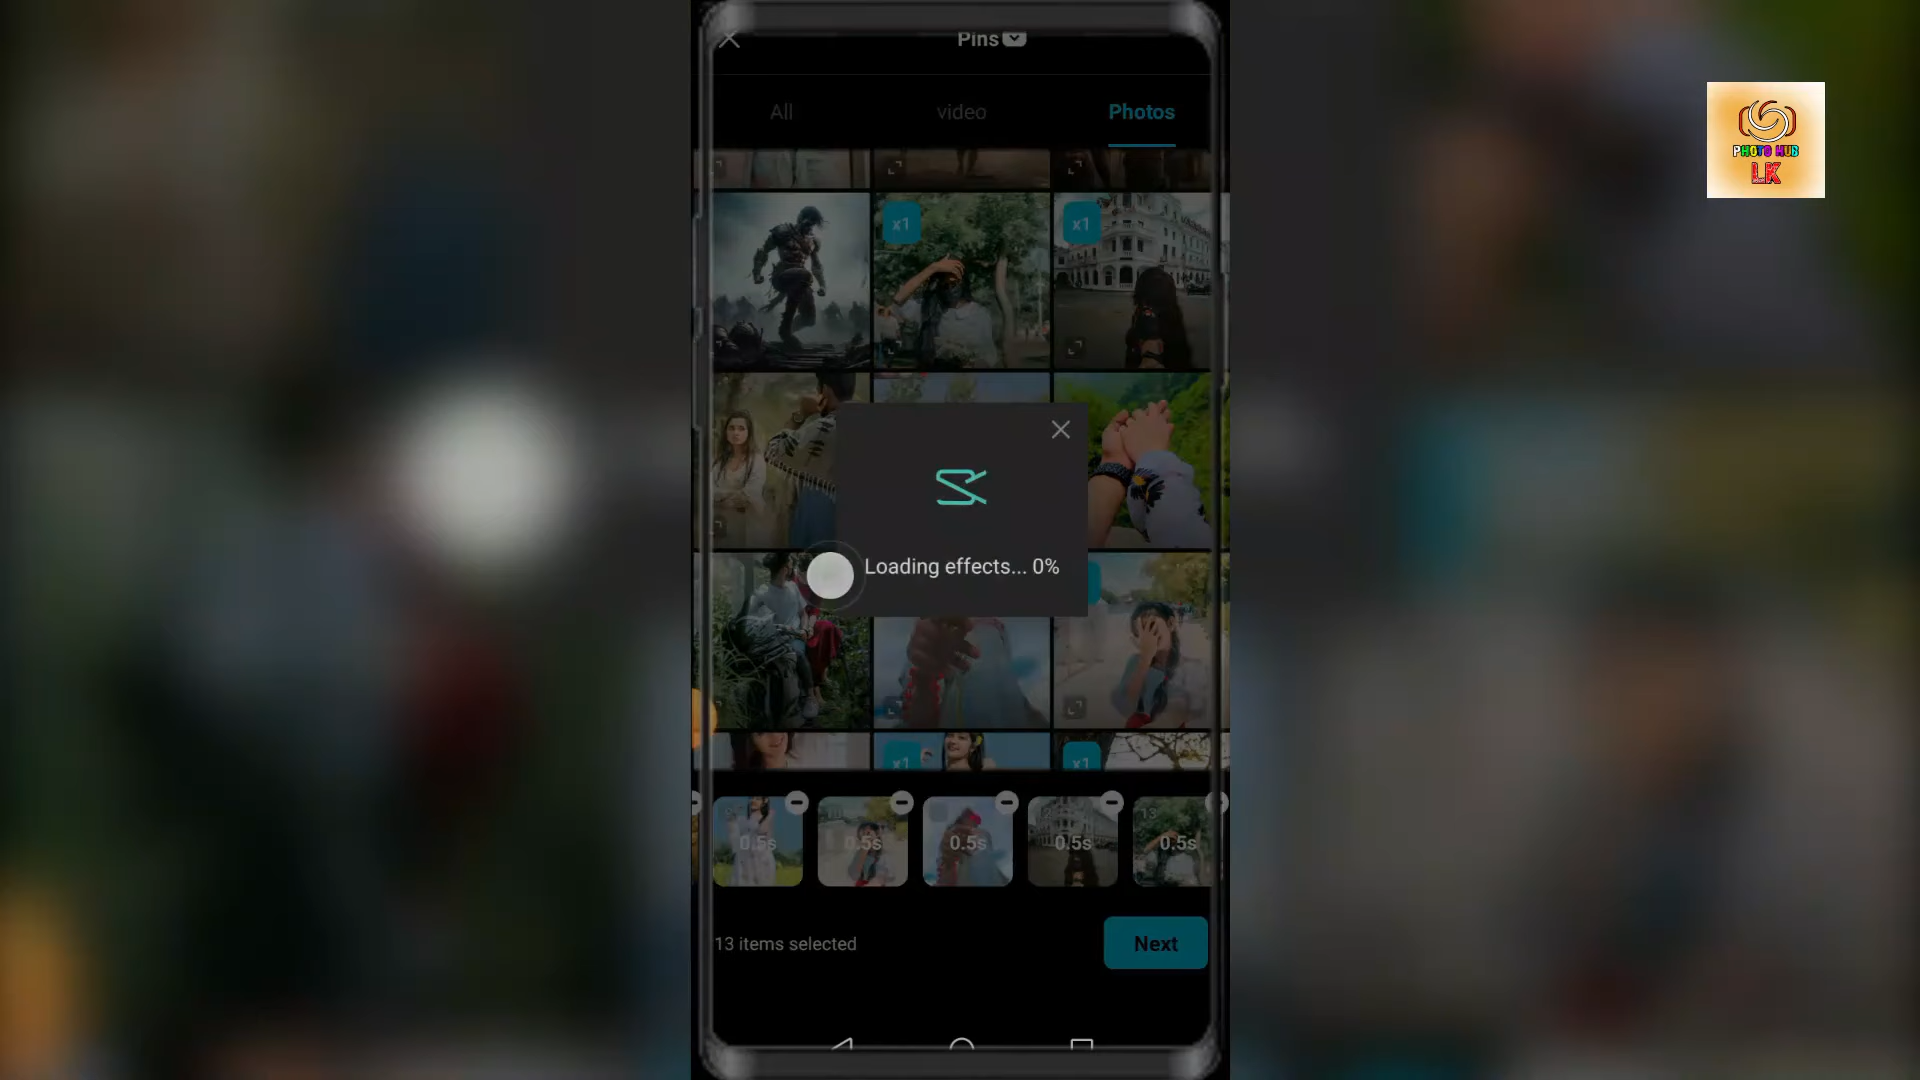 Pins
All video Photos
x1 x1
Loading effects... 0%
x1 x1
0.5s 0.5s 0.5s 0.5s 13 0.5s
13 items selected
Next
PHOTO HUB
LK